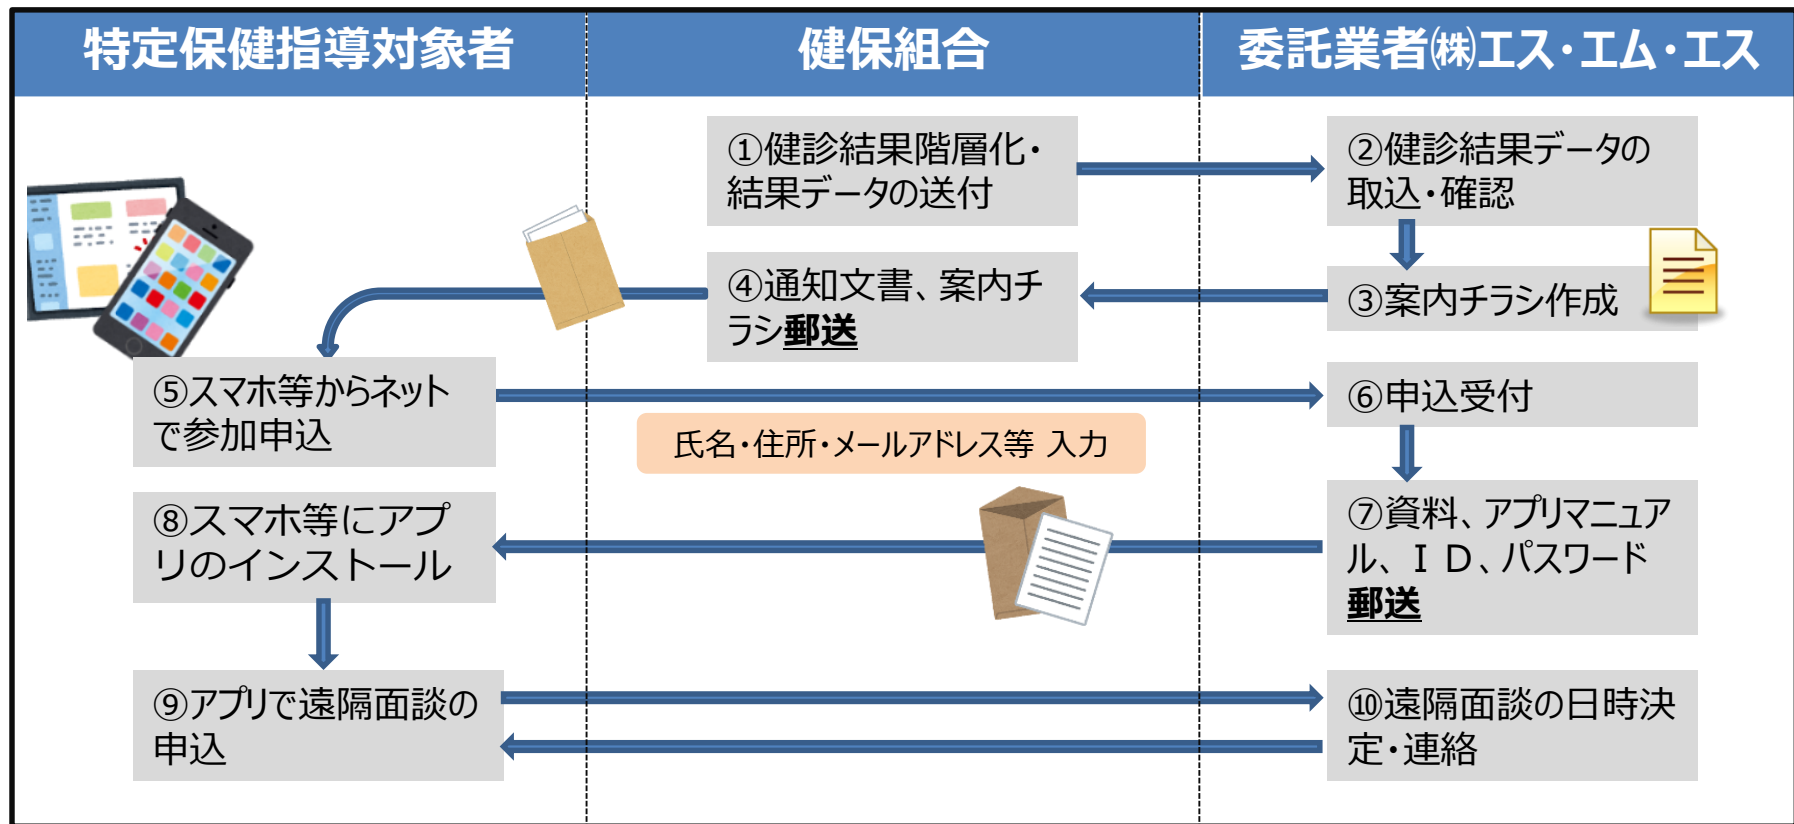 特定保健指導対象者
健保組合
委託業者㈱エス・エム・エス
①健診結果階層化・
結果データの送付
②健診結果データの
取込・確認
③案内チラシ作成
④通知文書、案内チ
ラシ郵送
⑤スマホ等からネット
で参加申込
⑥申込受付
氏名・住所・メールアドレス等 入力
⑦資料、アプリマニュア
ル、ＩＤ、パスワード
郵送
⑧スマホ等にアプ
リのインストール
⑨アプリで遠隔面談の
申込
⑩遠隔面談の日時決
定・連絡